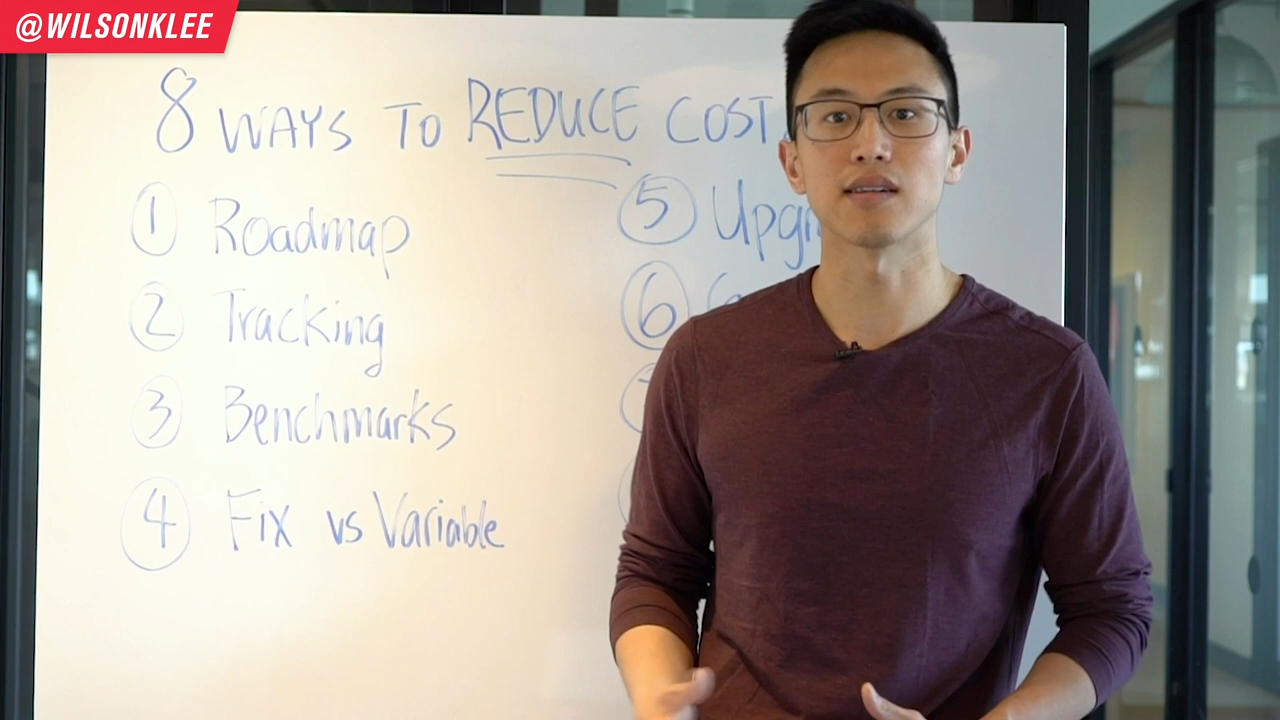 @WILSONKLEE
8 WAYS TO REDUCE COST
1 Roadmap
2 Tracking
3 Benchmarks
4 Fix vs Variable
5
6